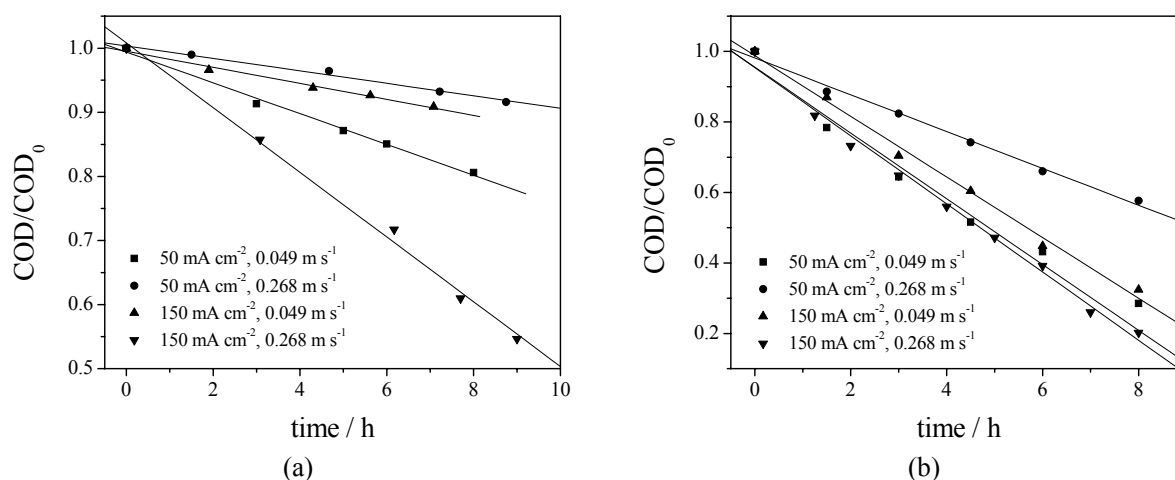 1.0
0.9
0.8
0.7
0.6
0.5
COD/COD₀
50 mA cm⁻², 0.049 m s⁻¹
50 mA cm⁻², 0.268 m s⁻¹
150 mA cm⁻², 0.049 m s⁻¹
150 mA cm⁻², 0.268 m s⁻¹
0 2 4 6 8 10
time / h
(a)
1.0
0.8
0.6
0.4
0.2
COD/COD₀
50 mA cm⁻², 0.049 m s⁻¹
50 mA cm⁻², 0.268 m s⁻¹
150 mA cm⁻², 0.049 m s⁻¹
150 mA cm⁻², 0.268 m s⁻¹
0 2 4 6 8
time / h
(b)